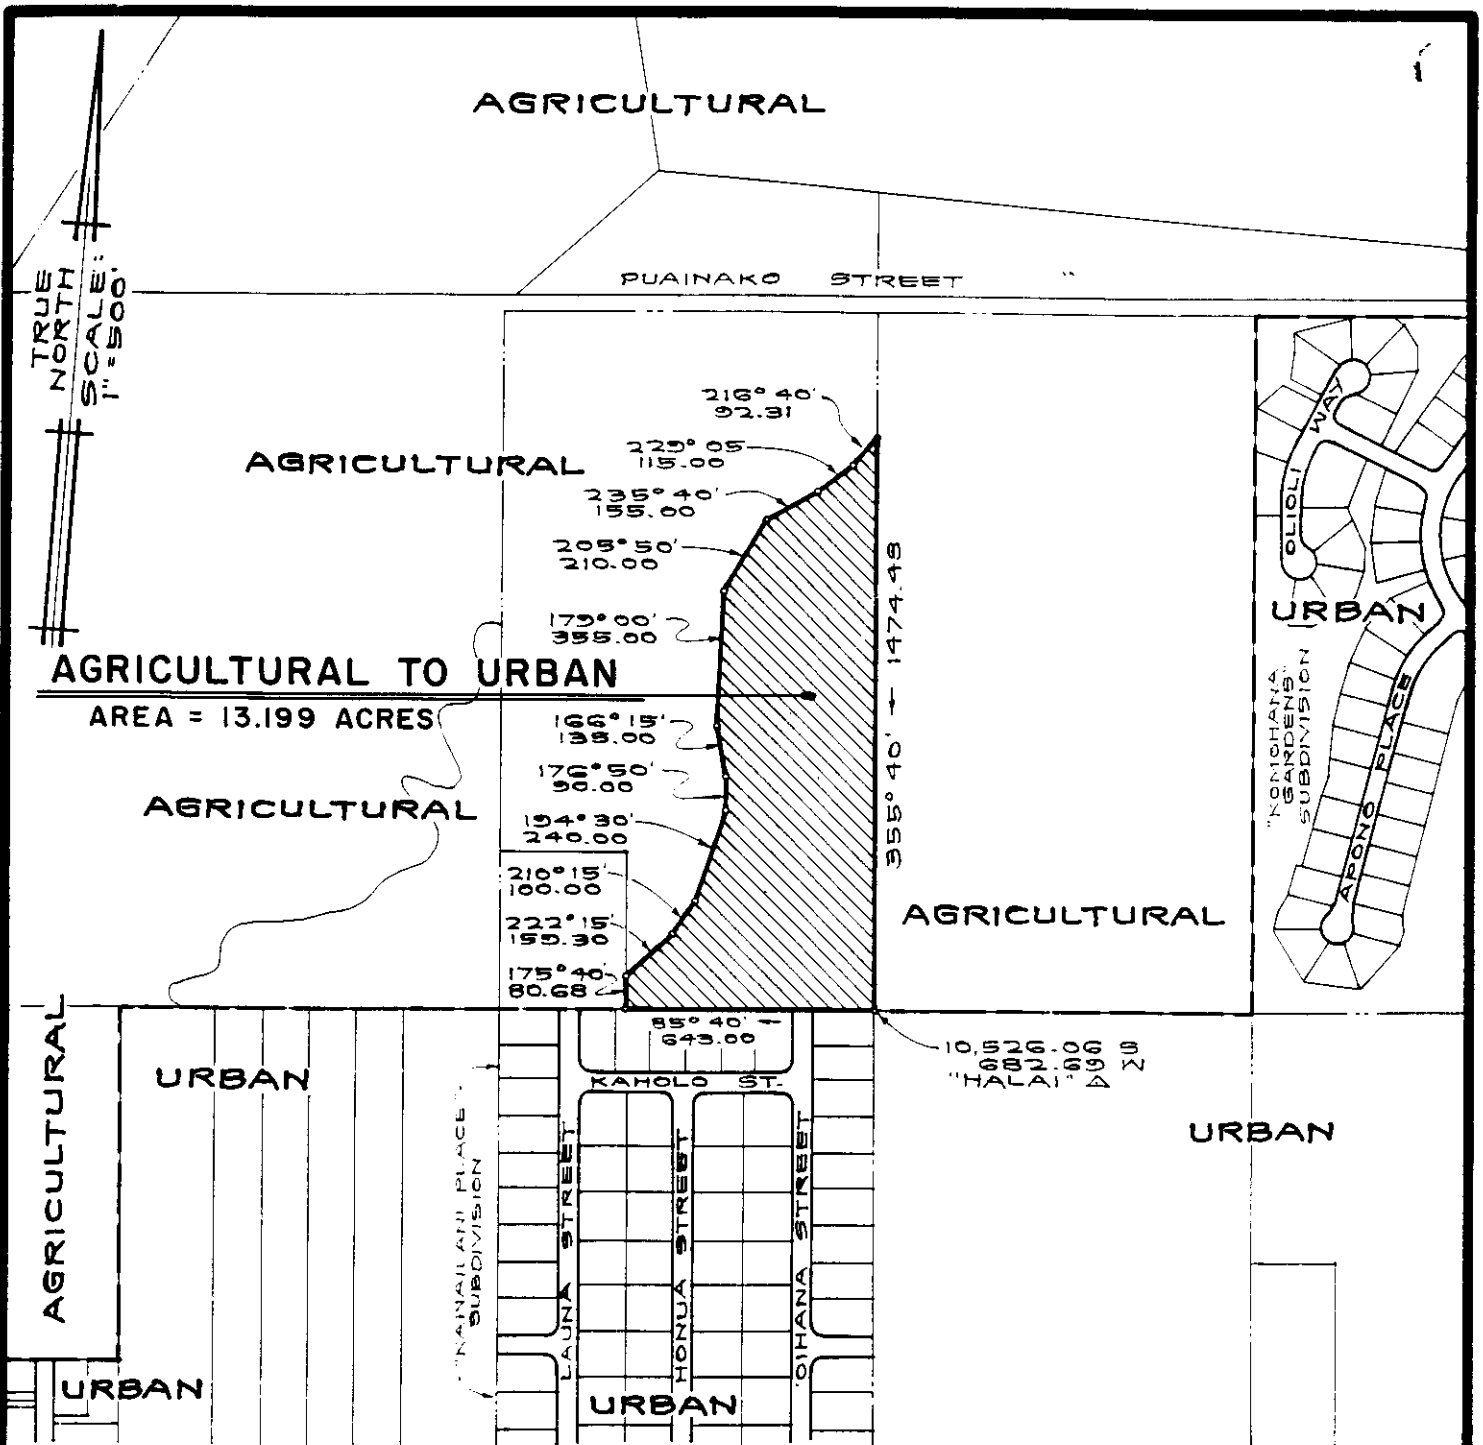 AGRICULTURAL
TRUE
NORTH
SCALE:
1"=500'
PUAINAKO STREET
216° 40'
92.31
229° 05
115.00
AGRICULTURAL
235° 40'
155.00
205° 50'
210.00
179° 00'
355.00
AGRICULTURAL TO URBAN
AREA = 13.199 ACRES
166° 15'
135.00
176° 50'
90.00
AGRICULTURAL
194° 30'
240.00
210° 15'
100.00
222° 15'
175° 40'
80.68
355° 40' ← 1474.48
AGRICULTURAL
OLIOLI WAY
URBAN
"KOMOHANA
GARDENS"
SUBDIVISION
APONO PLACE
85° 40' ←
643.00
10,526.06 S
682.69 W
"HALAI" △
AGRICULTURAL
URBAN
KAHOLO ST.
URBAN
SUBDIVISION
LAUNA STREET
HONUA STREET
OIHANA STREET
URBAN
URBAN